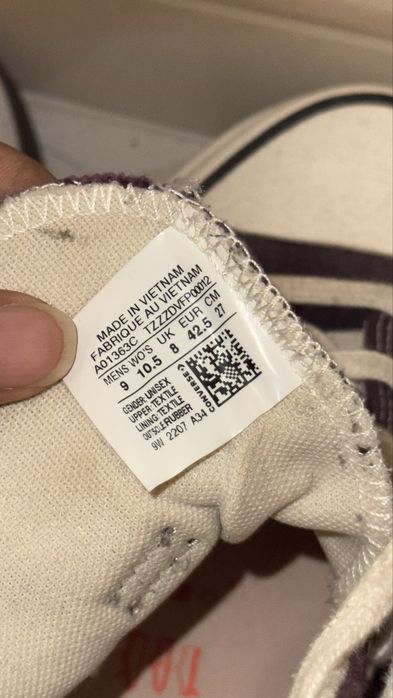 MADE IN VIETNAM
FABRIQUE AU VIETNAM
A01363C TZZZDVFP00012
MENS WO'S UK EUR CM
9 10.5 8 42.5 27
GENDER: UNISEX
UPPER: TEXTILE
LINING: TEXTILE
OUTSOLE: RUBBER
9W 2207 A34
CONVERSE